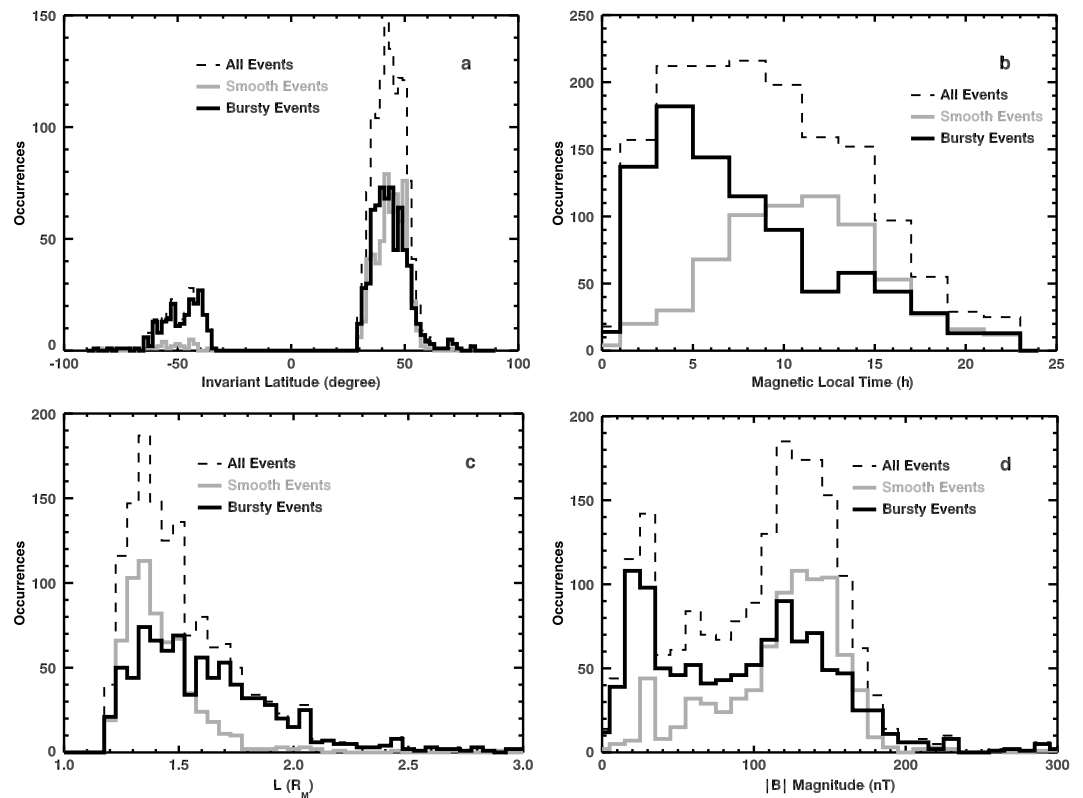 150
100
50
0
-100 -50 0 50 100
Occurrences
Invariant Latitude (degree)
All Events
Smooth Events
Bursty Events
a
250
200
150
100
50
0
0 5 10 15 20 25
Occurrences
Magnetic Local Time (h)
b
All Events
Smooth Events
Bursty Events
200
150
100
50
0
1.0 1.5 2.0 2.5 3.0
Occurrences
L (R_M)
All Events
Smooth Events
Bursty Events
c
200
150
100
50
0
0 100 200 300
Occurrences
|B| Magnitude (nT)
All Events
Smooth Events
Bursty Events
d